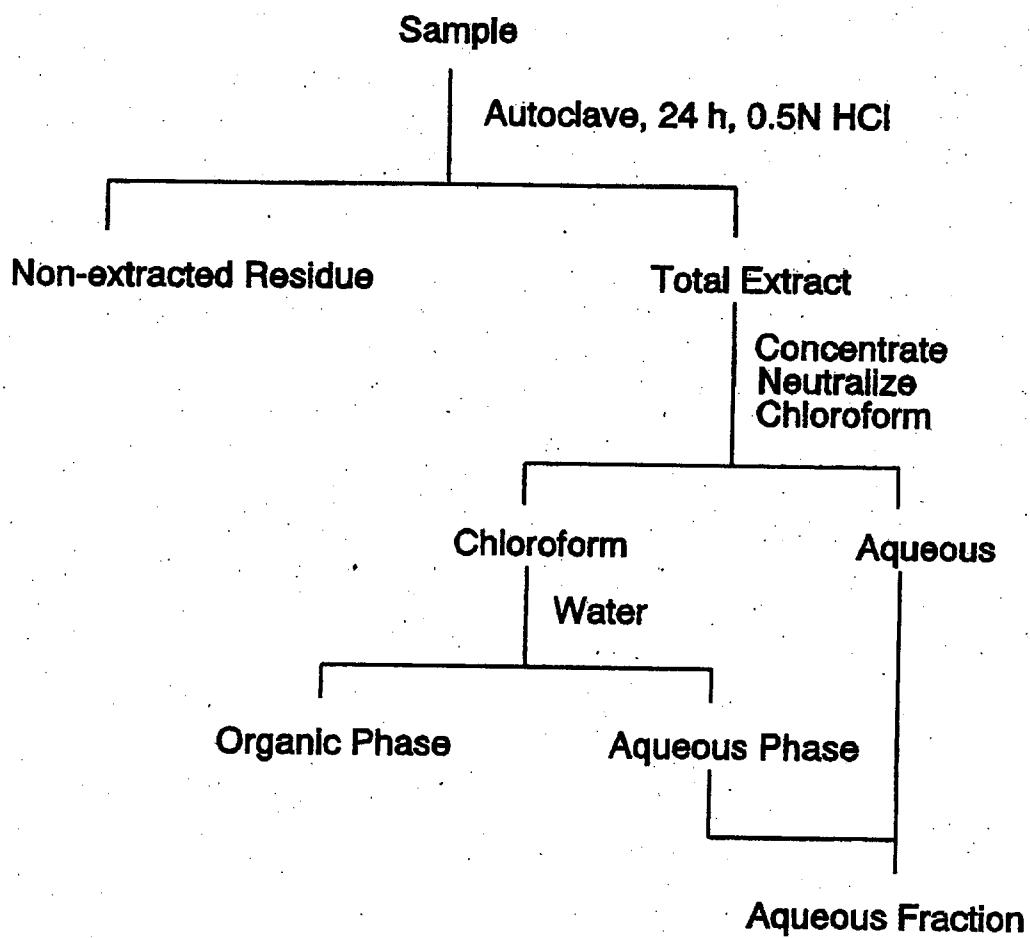 Sample
Autoclave, 24 h, 0.5N HCl
Non-extracted Residue
Total Extract
Concentrate
Neutralize
Chloroform
Chloroform
Aqueous
Water
Organic Phase
Aqueous Phase
Aqueous Fraction